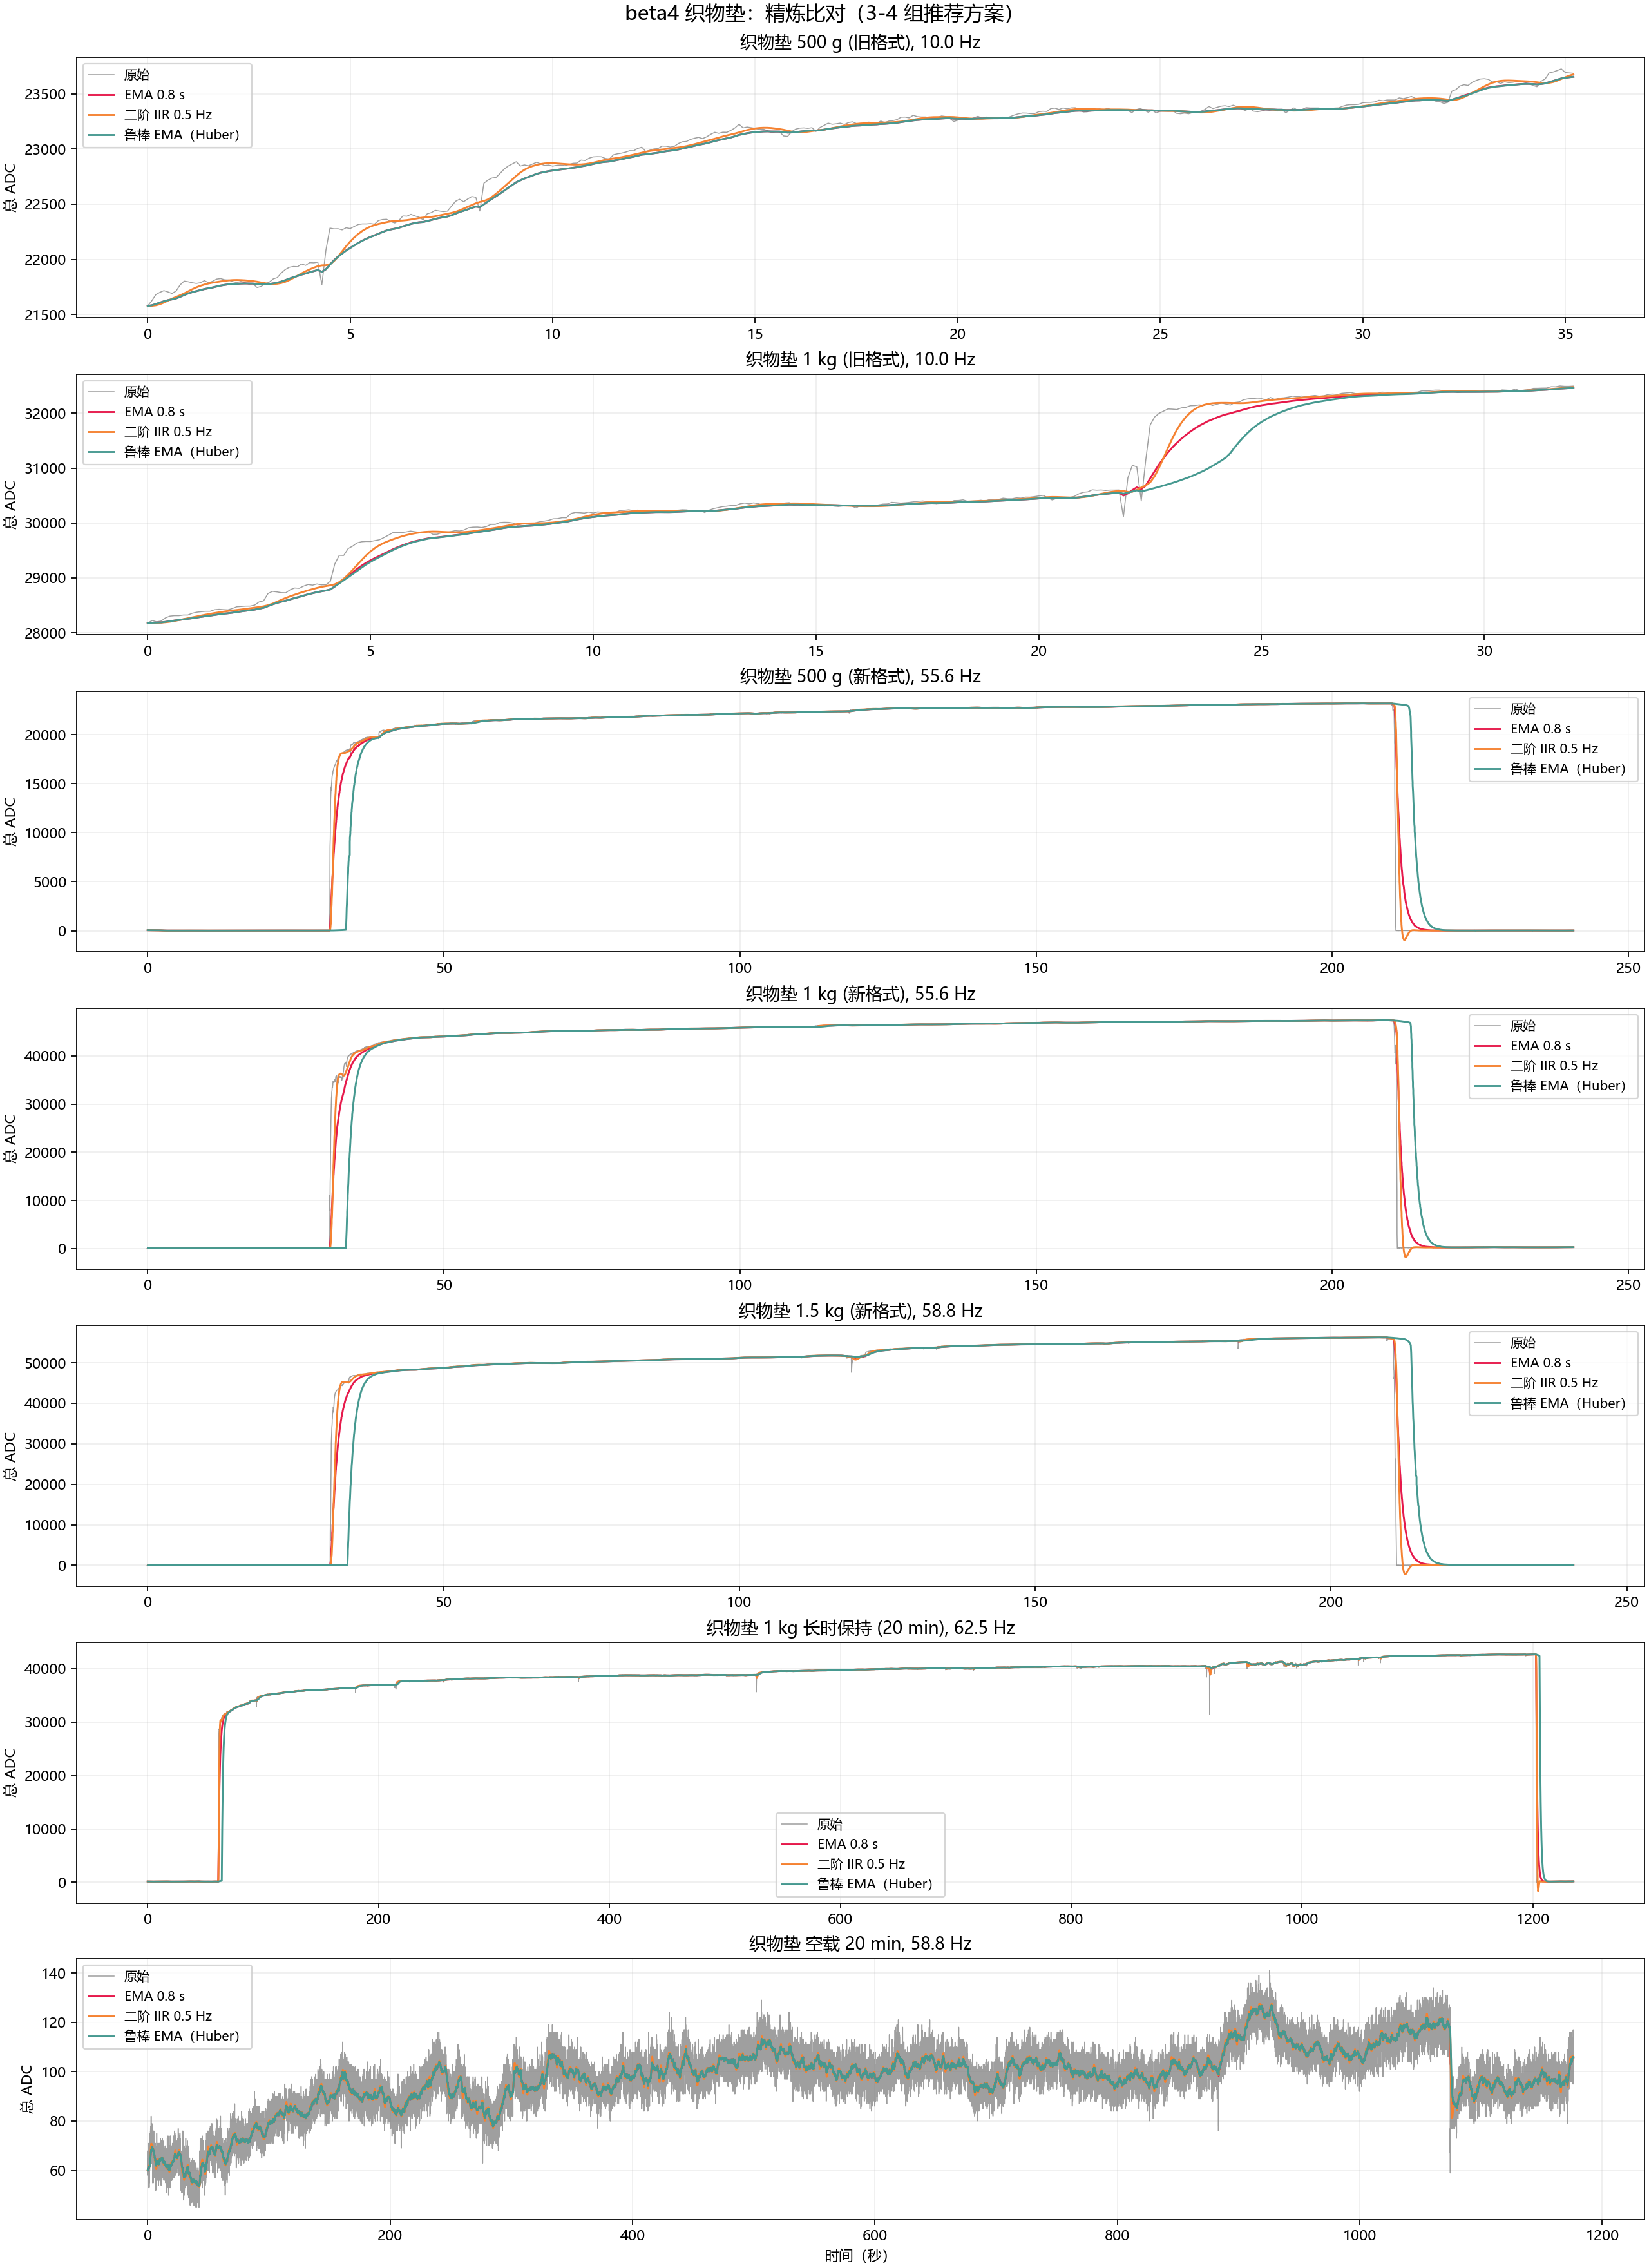 beta4 织物垫：精炼比对（3-4 组推荐方案）
织物垫 500 g (旧格式), 10.0 Hz
原始
EMA 0.8 s
二阶 IIR 0.5 Hz
鲁棒 EMA（Huber）
总 ADC
23500
23000
22500
22000
21500
0 5 10 15 20 25 30 35
织物垫 1 kg (旧格式), 10.0 Hz
原始
EMA 0.8 s
二阶 IIR 0.5 Hz
鲁棒 EMA（Huber）
总 ADC
32000
31000
30000
29000
28000
0 5 10 15 20 25 30
织物垫 500 g (新格式), 55.6 Hz
原始
EMA 0.8 s
二阶 IIR 0.5 Hz
鲁棒 EMA（Huber）
总 ADC
20000
15000
10000
5000
0
0 50 100 150 200 250
织物垫 1 kg (新格式), 55.6 Hz
原始
EMA 0.8 s
二阶 IIR 0.5 Hz
鲁棒 EMA（Huber）
总 ADC
40000
30000
20000
10000
0
0 50 100 150 200 250
织物垫 1.5 kg (新格式), 58.8 Hz
原始
EMA 0.8 s
二阶 IIR 0.5 Hz
鲁棒 EMA（Huber）
总 ADC
50000
40000
30000
20000
10000
0
0 50 100 150 200 250
织物垫 1 kg 长时保持 (20 min), 62.5 Hz
总 ADC
40000
30000
20000
10000
0
原始
EMA 0.8 s
二阶 IIR 0.5 Hz
鲁棒 EMA（Huber）
0 200 400 600 800 1000 1200
织物垫 空载 20 min, 58.8 Hz
原始
EMA 0.8 s
二阶 IIR 0.5 Hz
鲁棒 EMA（Huber）
总 ADC
140
120
100
80
60
0 200 400 600 800 1000 1200
时间（秒）